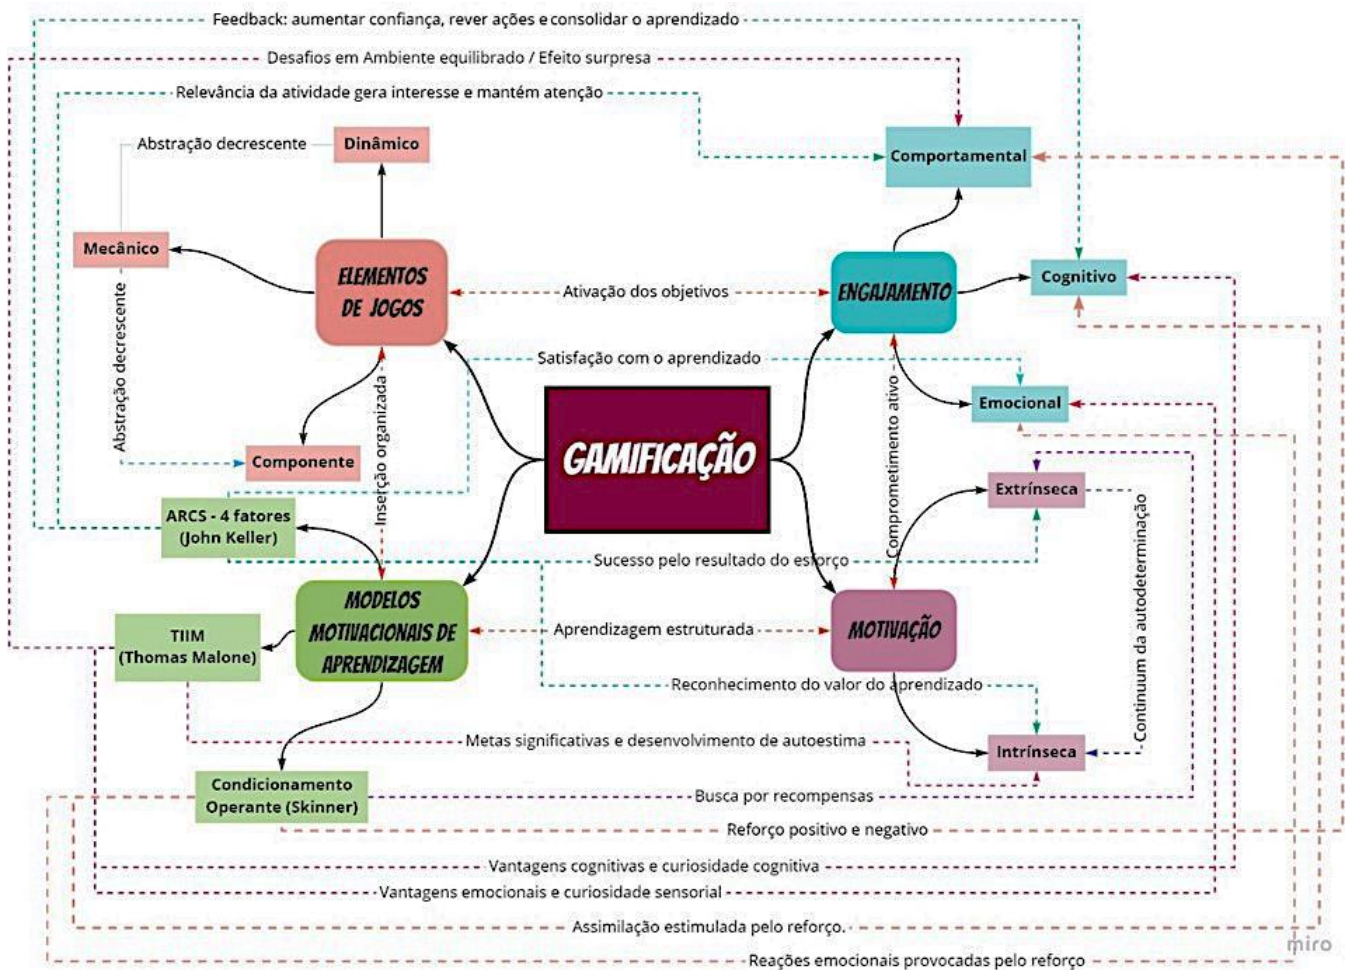 Feedback: aumentar confiança, rever ações e consolidar o aprendizado
Desafios em Ambiente equilibrado / Efeito surpresa
Relevância da atividade gera interesse e mantém atenção
Abstração decrescente
Dinâmico
Comportamental
Mecânico
ELEMENTOS
DE JOGOS
Ativação dos objetivos
ENGAJAMENTO
Cognitivo
Abstração decrescente
Satisfação com o aprendizado
Emocional
Inserção organizada
Comprometimento ativo
GAMIFICAÇÃO
Componente
Extrínseca
ARCS - 4 fatores
(John Keller)
Sucesso pelo resultado do esforço
Continuum da autodeterminação
MODELOS
MOTIVACIONAIS DE
APRENDIZAGEM
Aprendizagem estruturada
MOTIVAÇÃO
TIIM
(Thomas Malone)
Reconhecimento do valor do aprendizado
Metas significativas e desenvolvimento de autoestima
Intrínseca
Condicionamento
Operante (Skinner)
Busca por recompensas
Reforço positivo e negativo
Vantagens cognitivas e curiosidade cognitiva
Vantagens emocionais e curiosidade sensorial
Assimilação estimulada pelo reforço.
miro
Reações emocionais provocadas pelo reforço